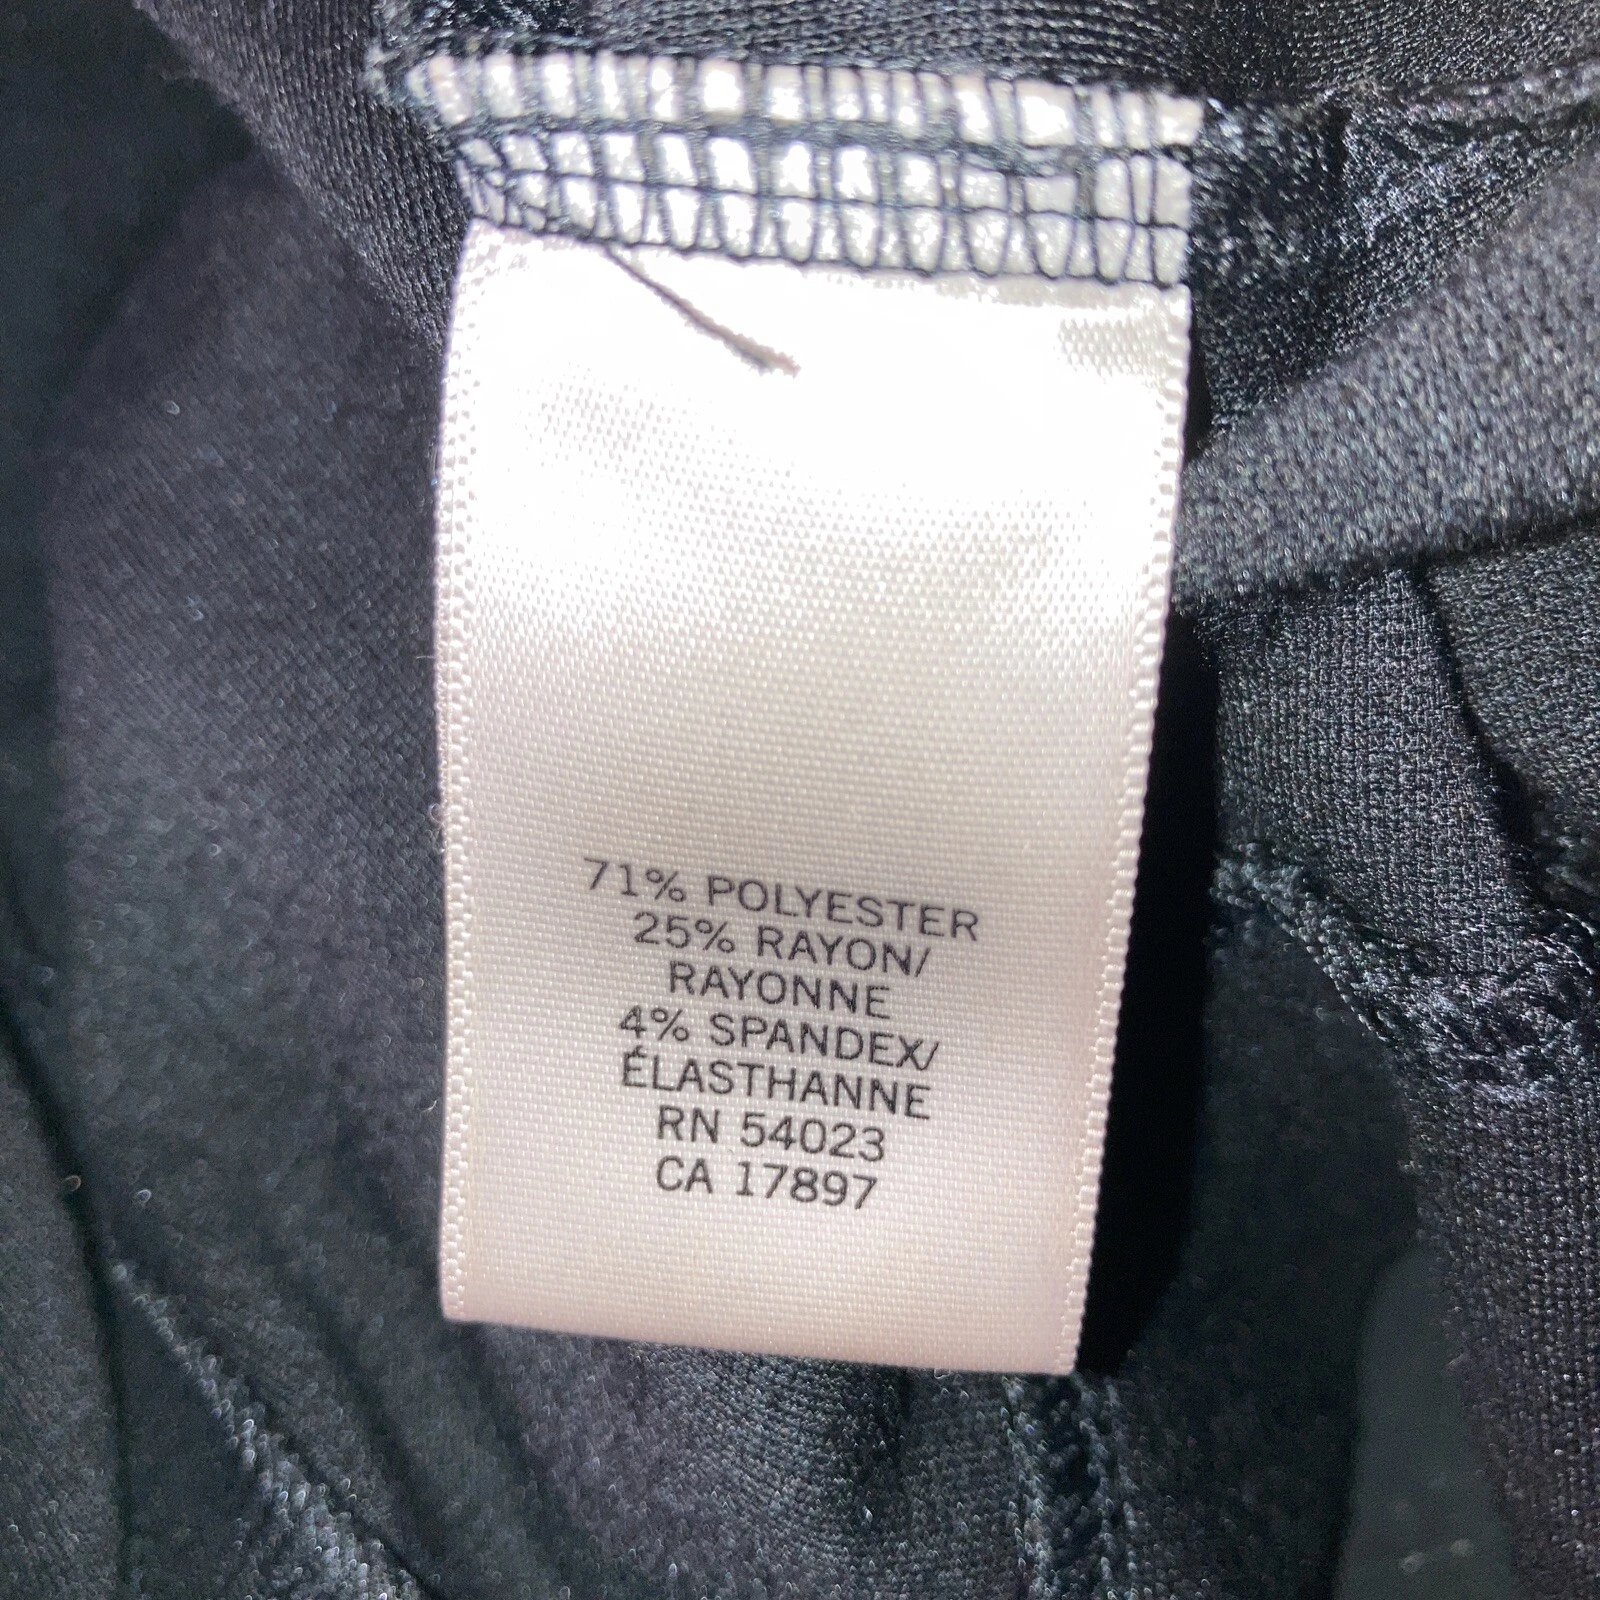 71% POLYESTER
25% RAYON/
RAYONNE
4% SPANDEX/
ÉLASTHANNE
RN 54023
CA 17897